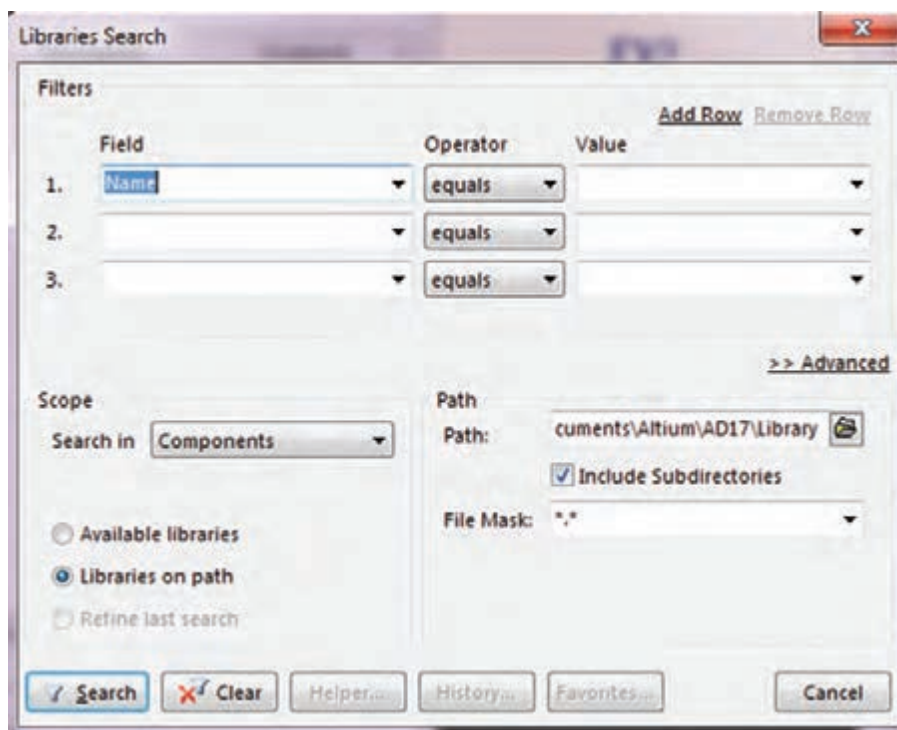 Libraries Search
Filters
Add Row Remove Row
Field Operator Value
1. Name equals
2. equals
3. equals
>> Advanced
Scope
Search in Components
Available libraries
Libraries on path
Refine last search
Path
Path: cuments\Altium\AD17\Library
Include Subdirectories
File Mask: *.*
Search Clear Helper... History... Favorites... Cancel